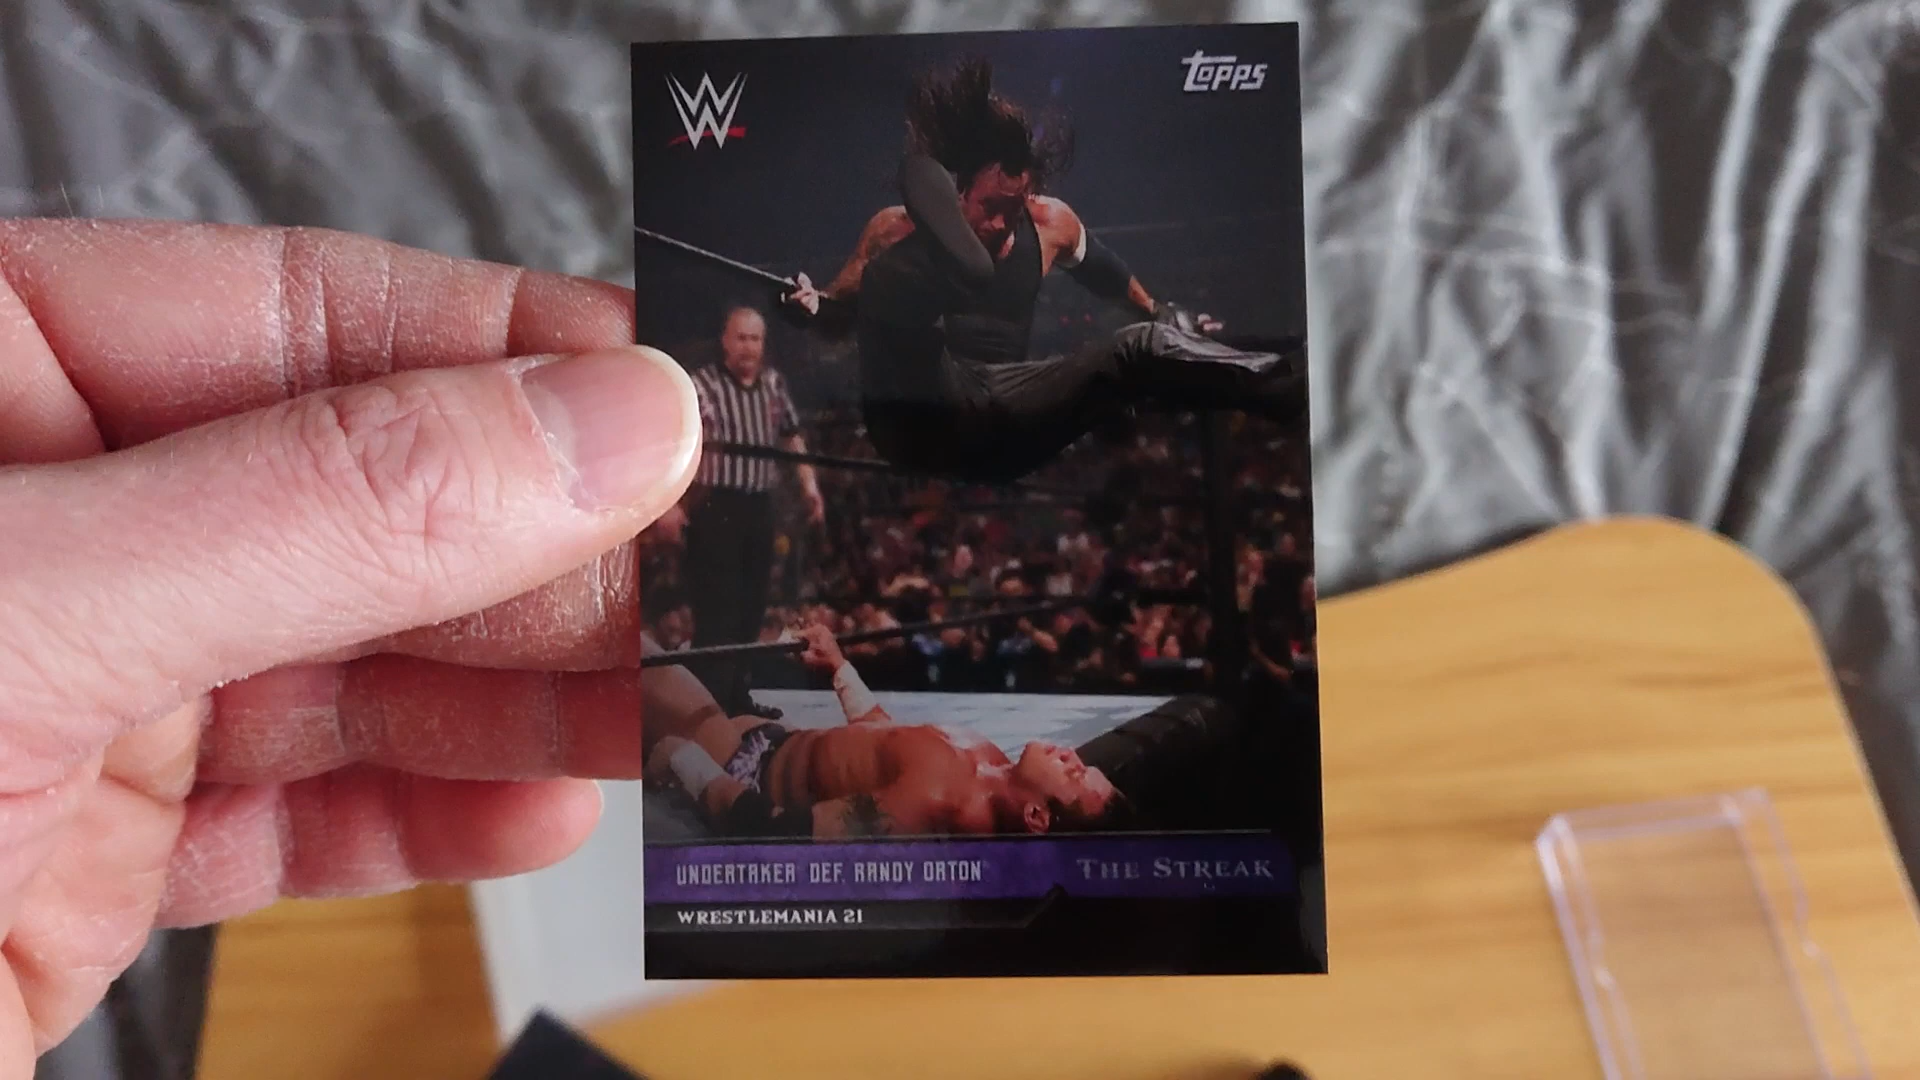 W
topps
UNDERTAKER DEF. RANDY ORTON
THE STREAK
WRESTLEMANIA 21